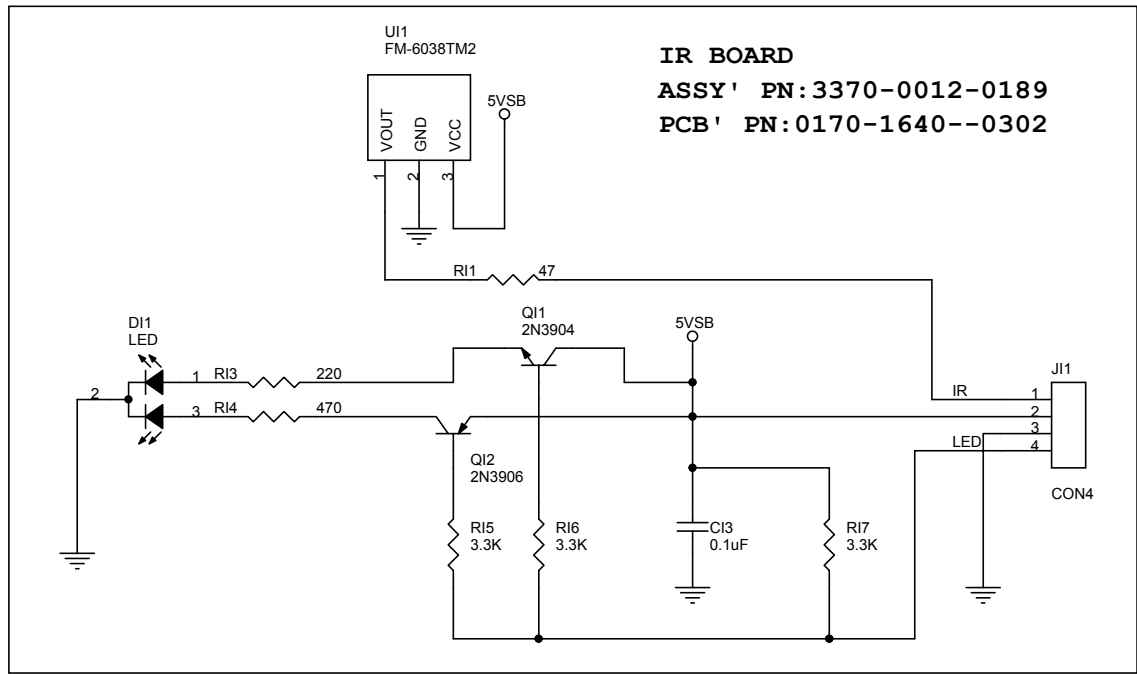 UI1
FM-6038TM2
IR BOARD
ASSY' PN:3370-0012-0189
PCB' PN:0170-1640--0302
5VSB
VOUT
GND
VCC
1
2
3
RI1 47
QI1
2N3904
5VSB
DI1
LED
JI1
1 RI3 220
2
3 RI4 470
IR 1
2
3
LED 4
QI2
2N3906
CON4
RI5
3.3K
RI6
3.3K
CI3
0.1uF
RI7
3.3K